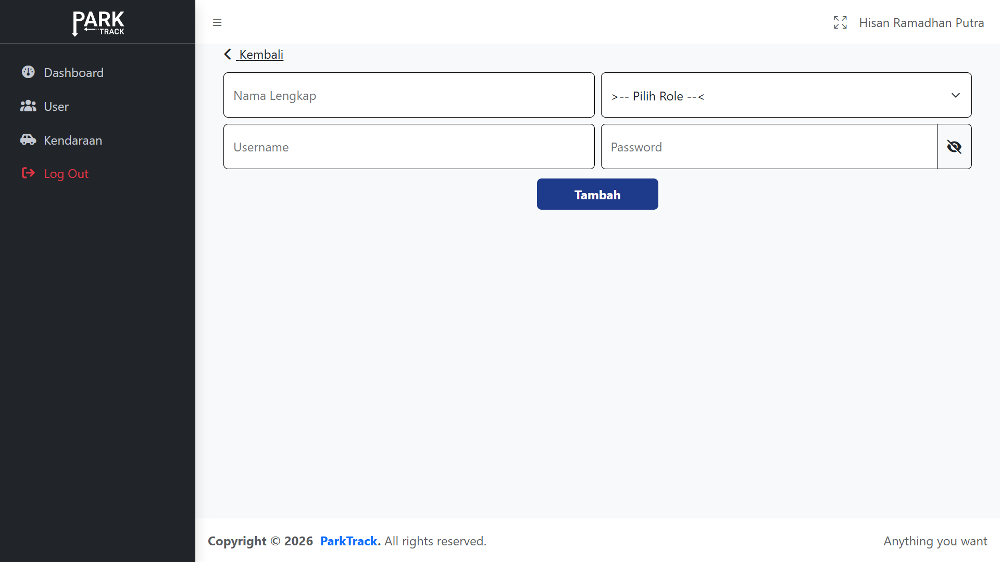 PARK
TRACK
Hisan Ramadhan Putra
Dashboard
User
Kendaraan
Log Out
Kembali
Nama Lengkap
>-- Pilih Role --<
Username
Password
Tambah
Copyright © 2026 ParkTrack. All rights reserved.
Anything you want